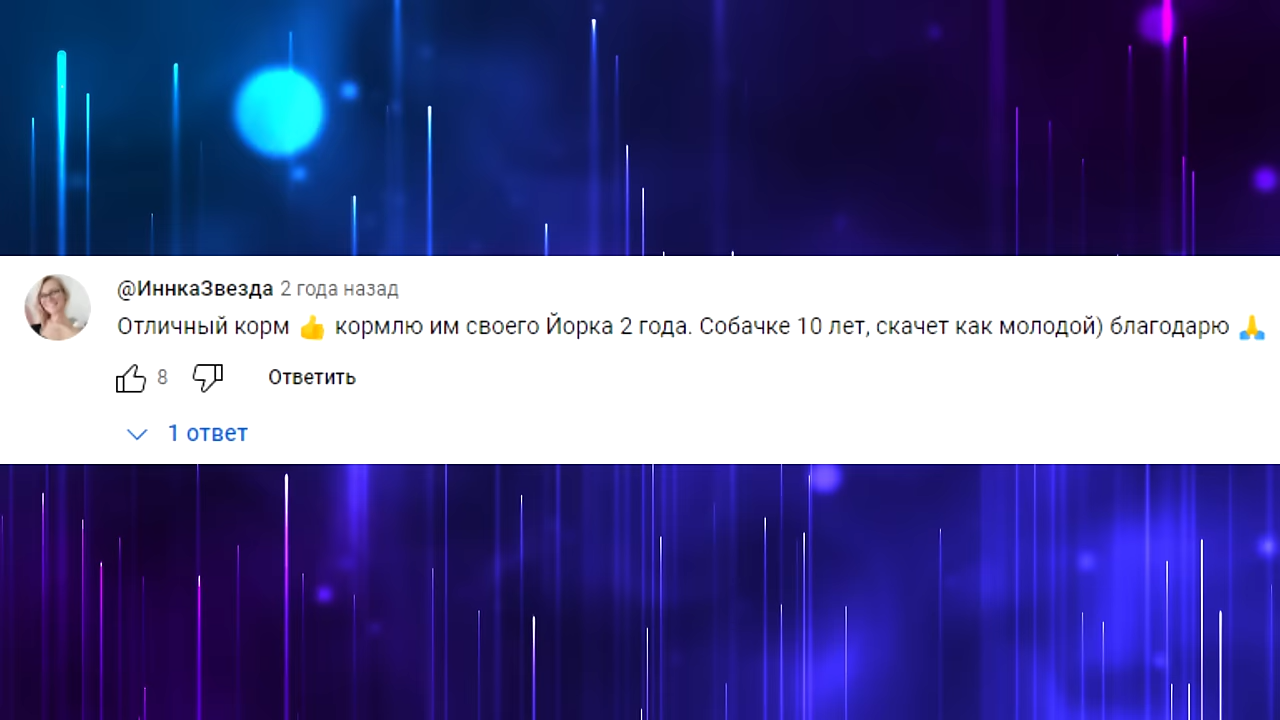 @ИннкаЗвезда 2 года назад
Отличный корм 👍 кормлю им своего Йорка 2 года. Собачке 10 лет, скачет как молодой) благодарю 🙏
8 Ответить
1 ответ